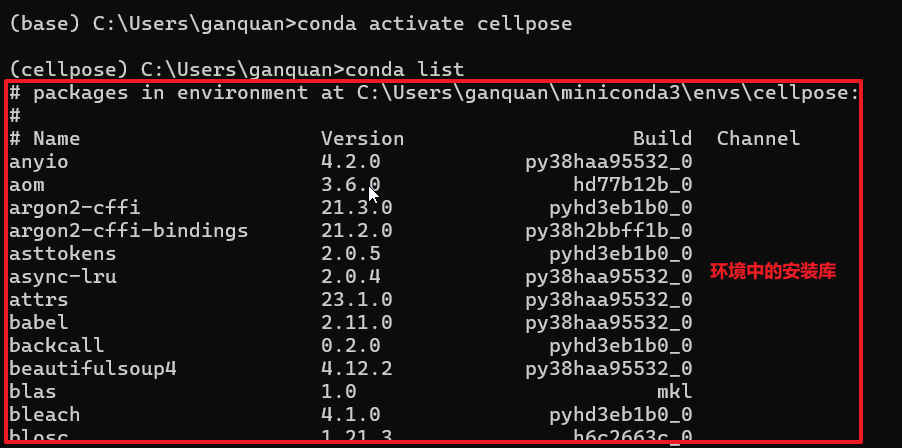 (base) C:\Users\ganquan>conda activate cellpose
(cellpose) C:\Users\ganquan>conda list
# packages in environment at C:\Users\ganquan\miniconda3\envs\cellpose:
#
# Name Version Build Channel
anyio 4.2.0 py38haa95532_0
aom 3.6.0 hd77b12b_0
argon2-cffi 21.3.0 pyhd3eb1b0_0
argon2-cffi-bindings 21.2.0 py38h2bbff1b_0
asttokens 2.0.5 pyhd3eb1b0_0
环境中的安装库
async-lru 2.0.4 py38haa95532_0
attrs 23.1.0 py38haa95532_0
babel 2.11.0 py38haa95532_0
backcall 0.2.0 pyhd3eb1b0_0
beautifulsoup4 4.12.2 py38haa95532_0
blas 1.0 mkl
bleach 4.1.0 pyhd3eb1b0_0
blosc 1.21.3 h6c2663c_0